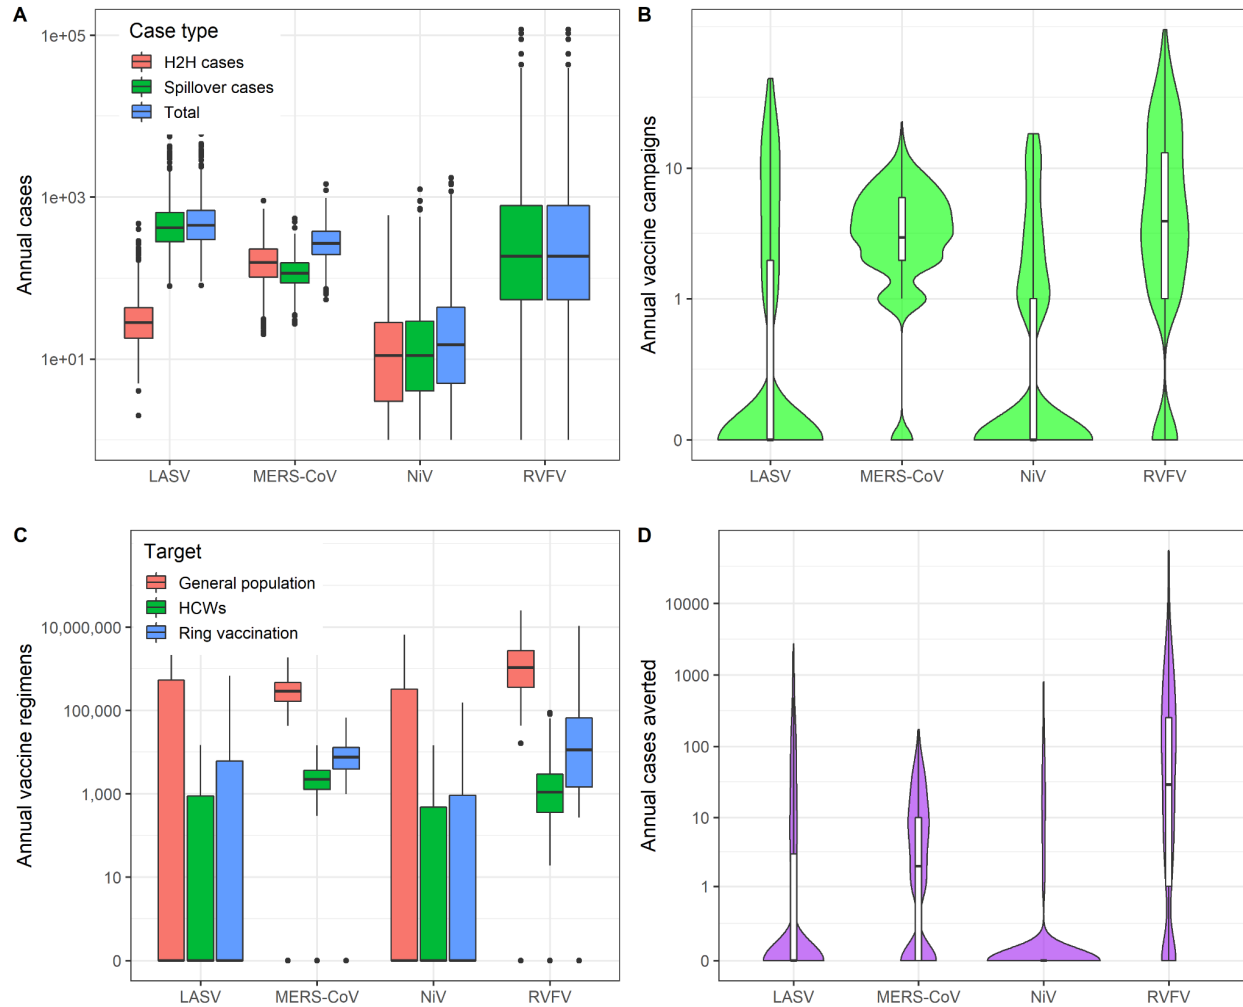 A
Case type
H2H cases
Spillover cases
Total
Annual cases
1e+05
1e+03
1e+01
LASV
MERS-CoV
NiV
RVFV
B
Annual vaccine campaigns
10
1
0
LASV
MERS-CoV
NiV
RVFV
C
Target
General population
HCWs
Ring vaccination
Annual vaccine regimens
10,000,000
100,000
1,000
10
0
LASV
MERS-CoV
NiV
RVFV
D
Annual cases averted
10000
1000
100
10
1
0
LASV
MERS-CoV
NiV
RVFV